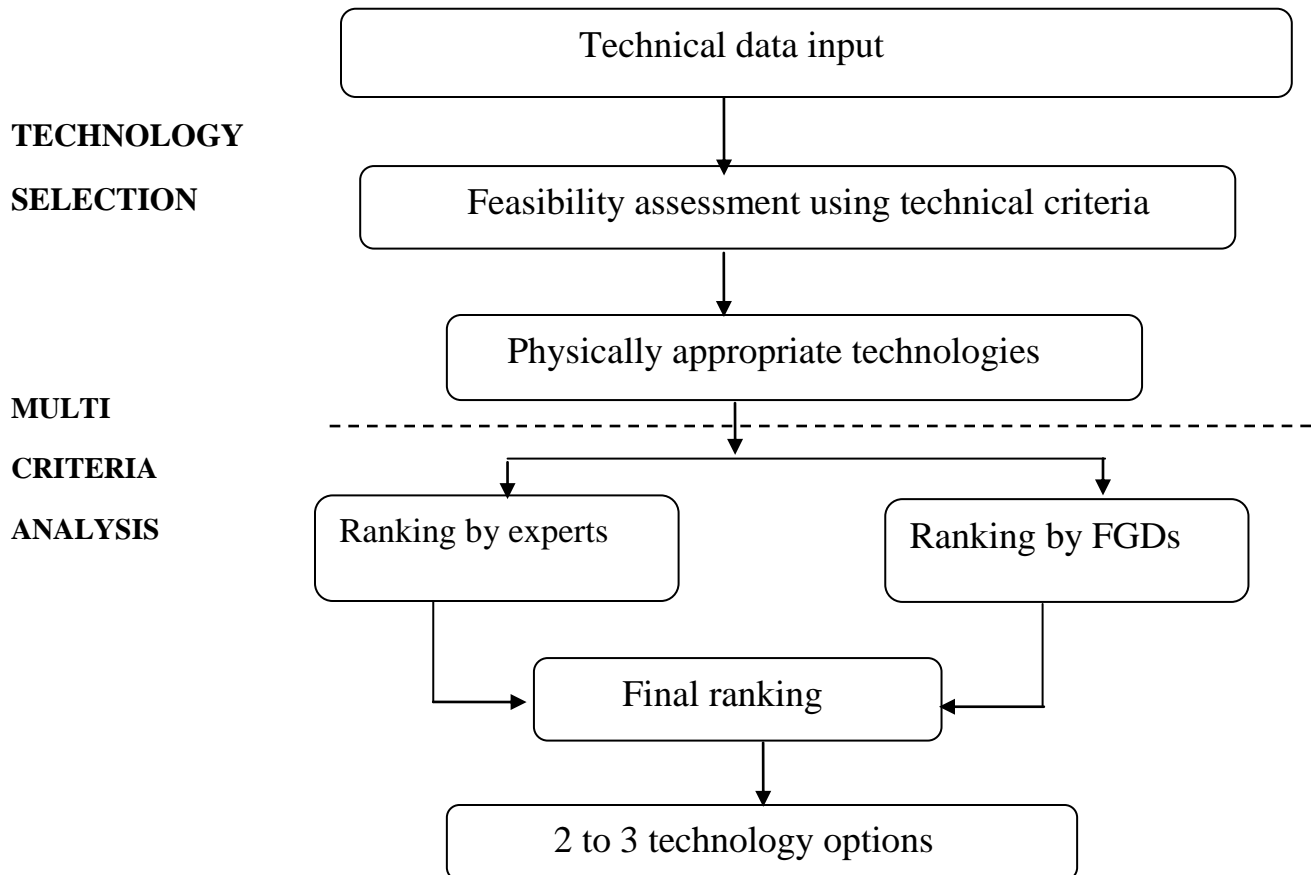 Technical data input
TECHNOLOGY
SELECTION
Feasibility assessment using technical criteria
Physically appropriate technologies
MULTI
CRITERIA
ANALYSIS
Ranking by experts
Ranking by FGDs
Final ranking
2 to 3 technology options